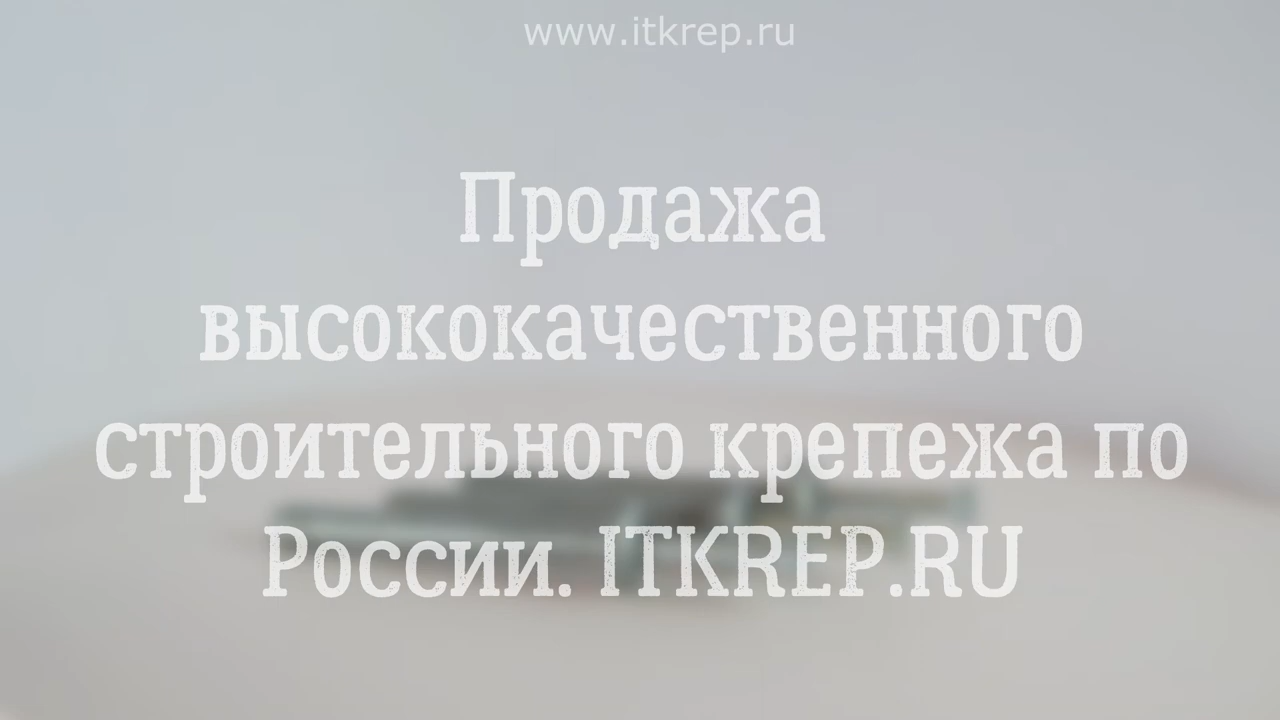 www.itkrep.ru
Продажа
высококачественного
строительного крепежа по
России. ITKREP.RU